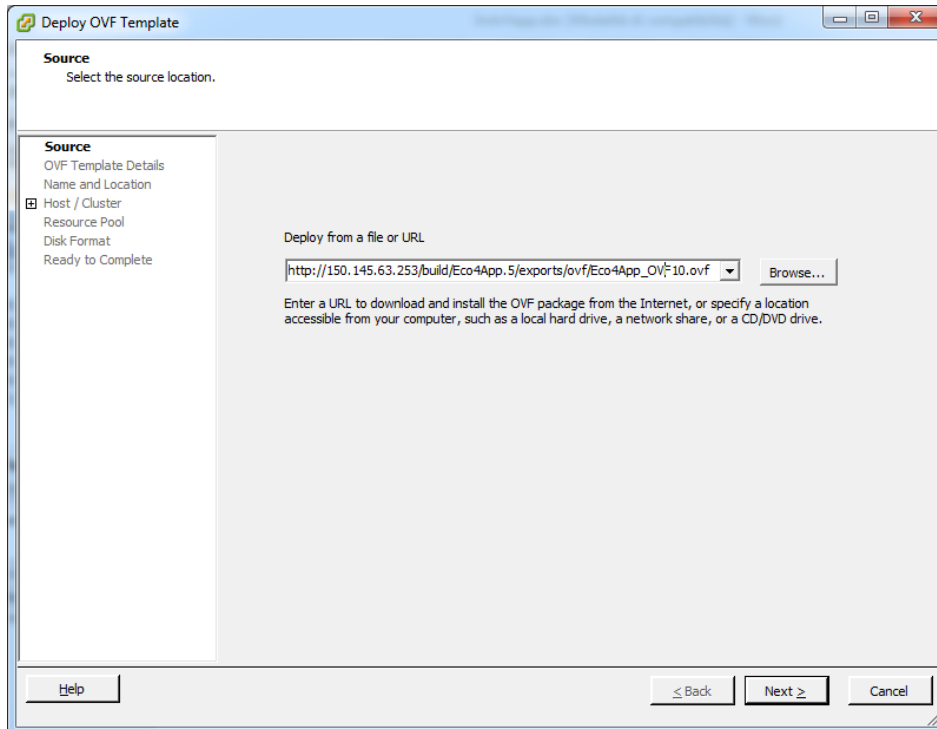 Deploy OVF Template
Source
Select the source location.
Source
OVF Template Details
Name and Location
Host / Cluster
Resource Pool
Disk Format
Ready to Complete
Deploy from a file or URL
http://150.145.63.253/build/Eco4App.5/exports/ovf/Eco4App_OVF10.ovf
Browse...
Enter a URL to download and install the OVF package from the Internet, or specify a location
accessible from your computer, such as a local hard drive, a network share, or a CD/DVD drive.
Help
< Back
Next >
Cancel